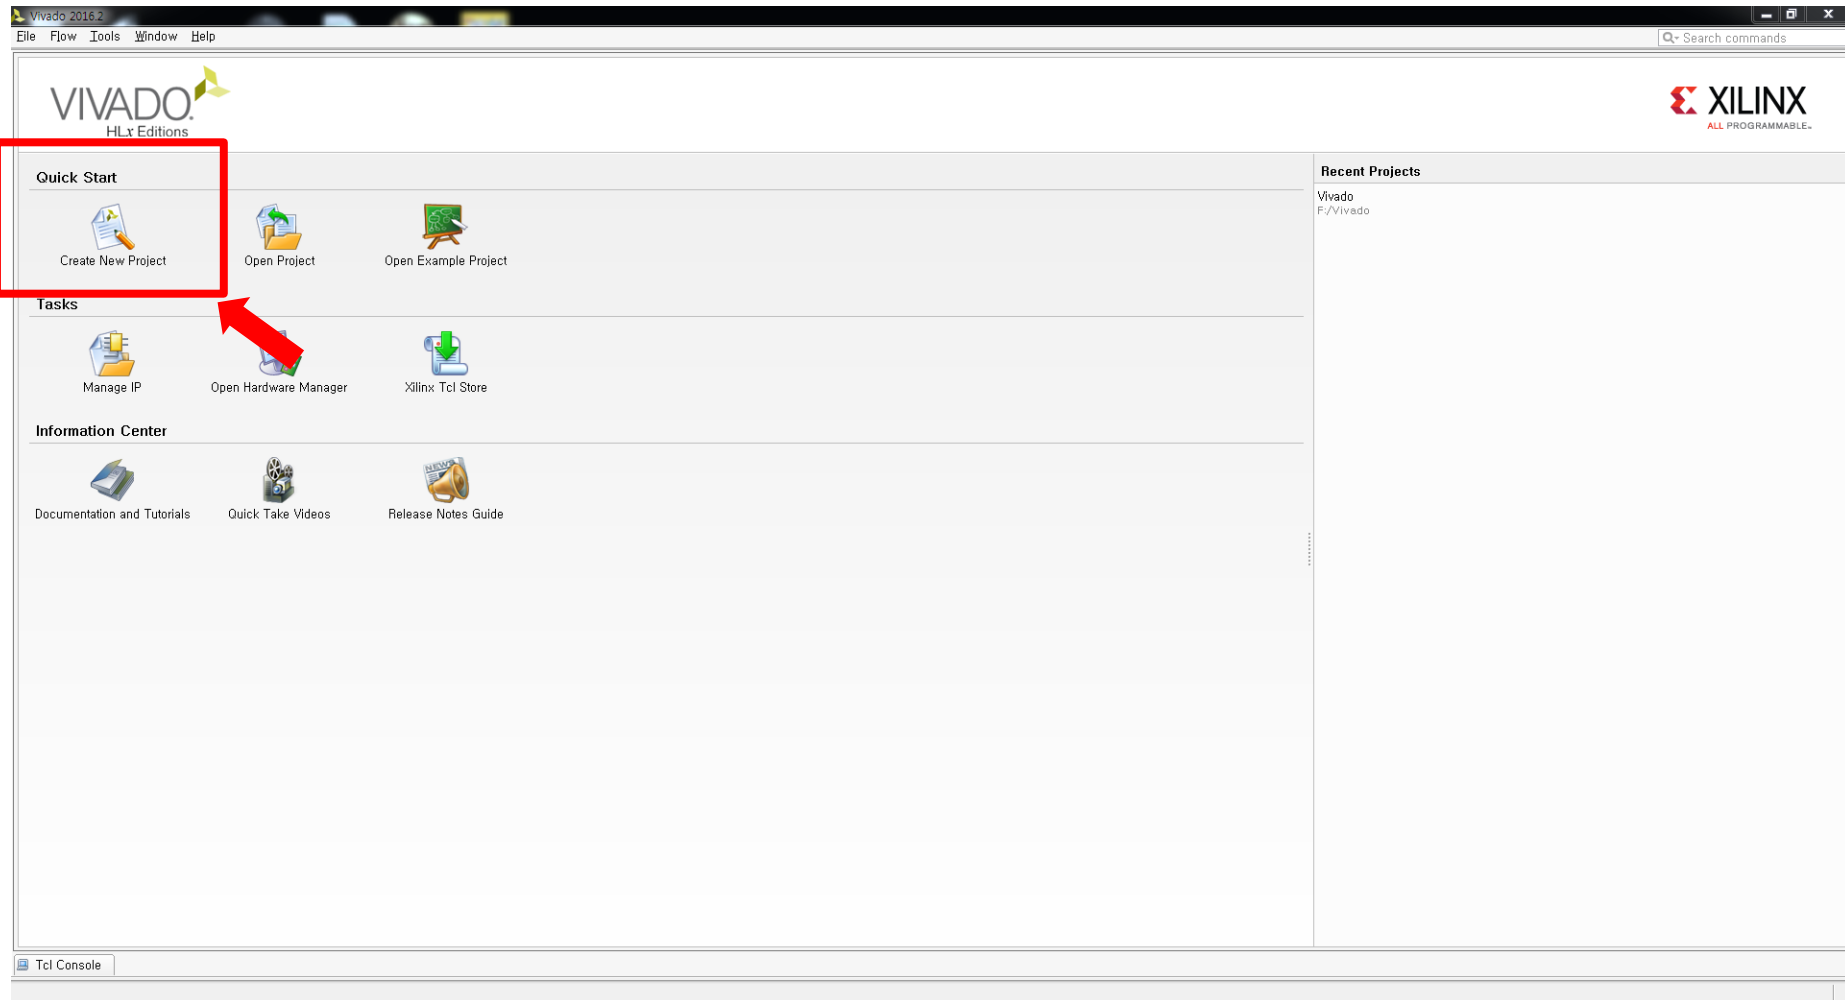 Vivado 2016.2
File Flow Tools Window Help
Search commands
VIVADO.
HLx Editions
XILINX
ALL PROGRAMMABLE™
Quick Start
Create New Project
Open Project
Open Example Project
Tasks
Manage IP
Open Hardware Manager
Xilinx Tcl Store
Information Center
NEWS
Documentation and Tutorials
Quick Take Videos
Release Notes Guide
Recent Projects
Vivado
F:/Vivado
Tcl Console